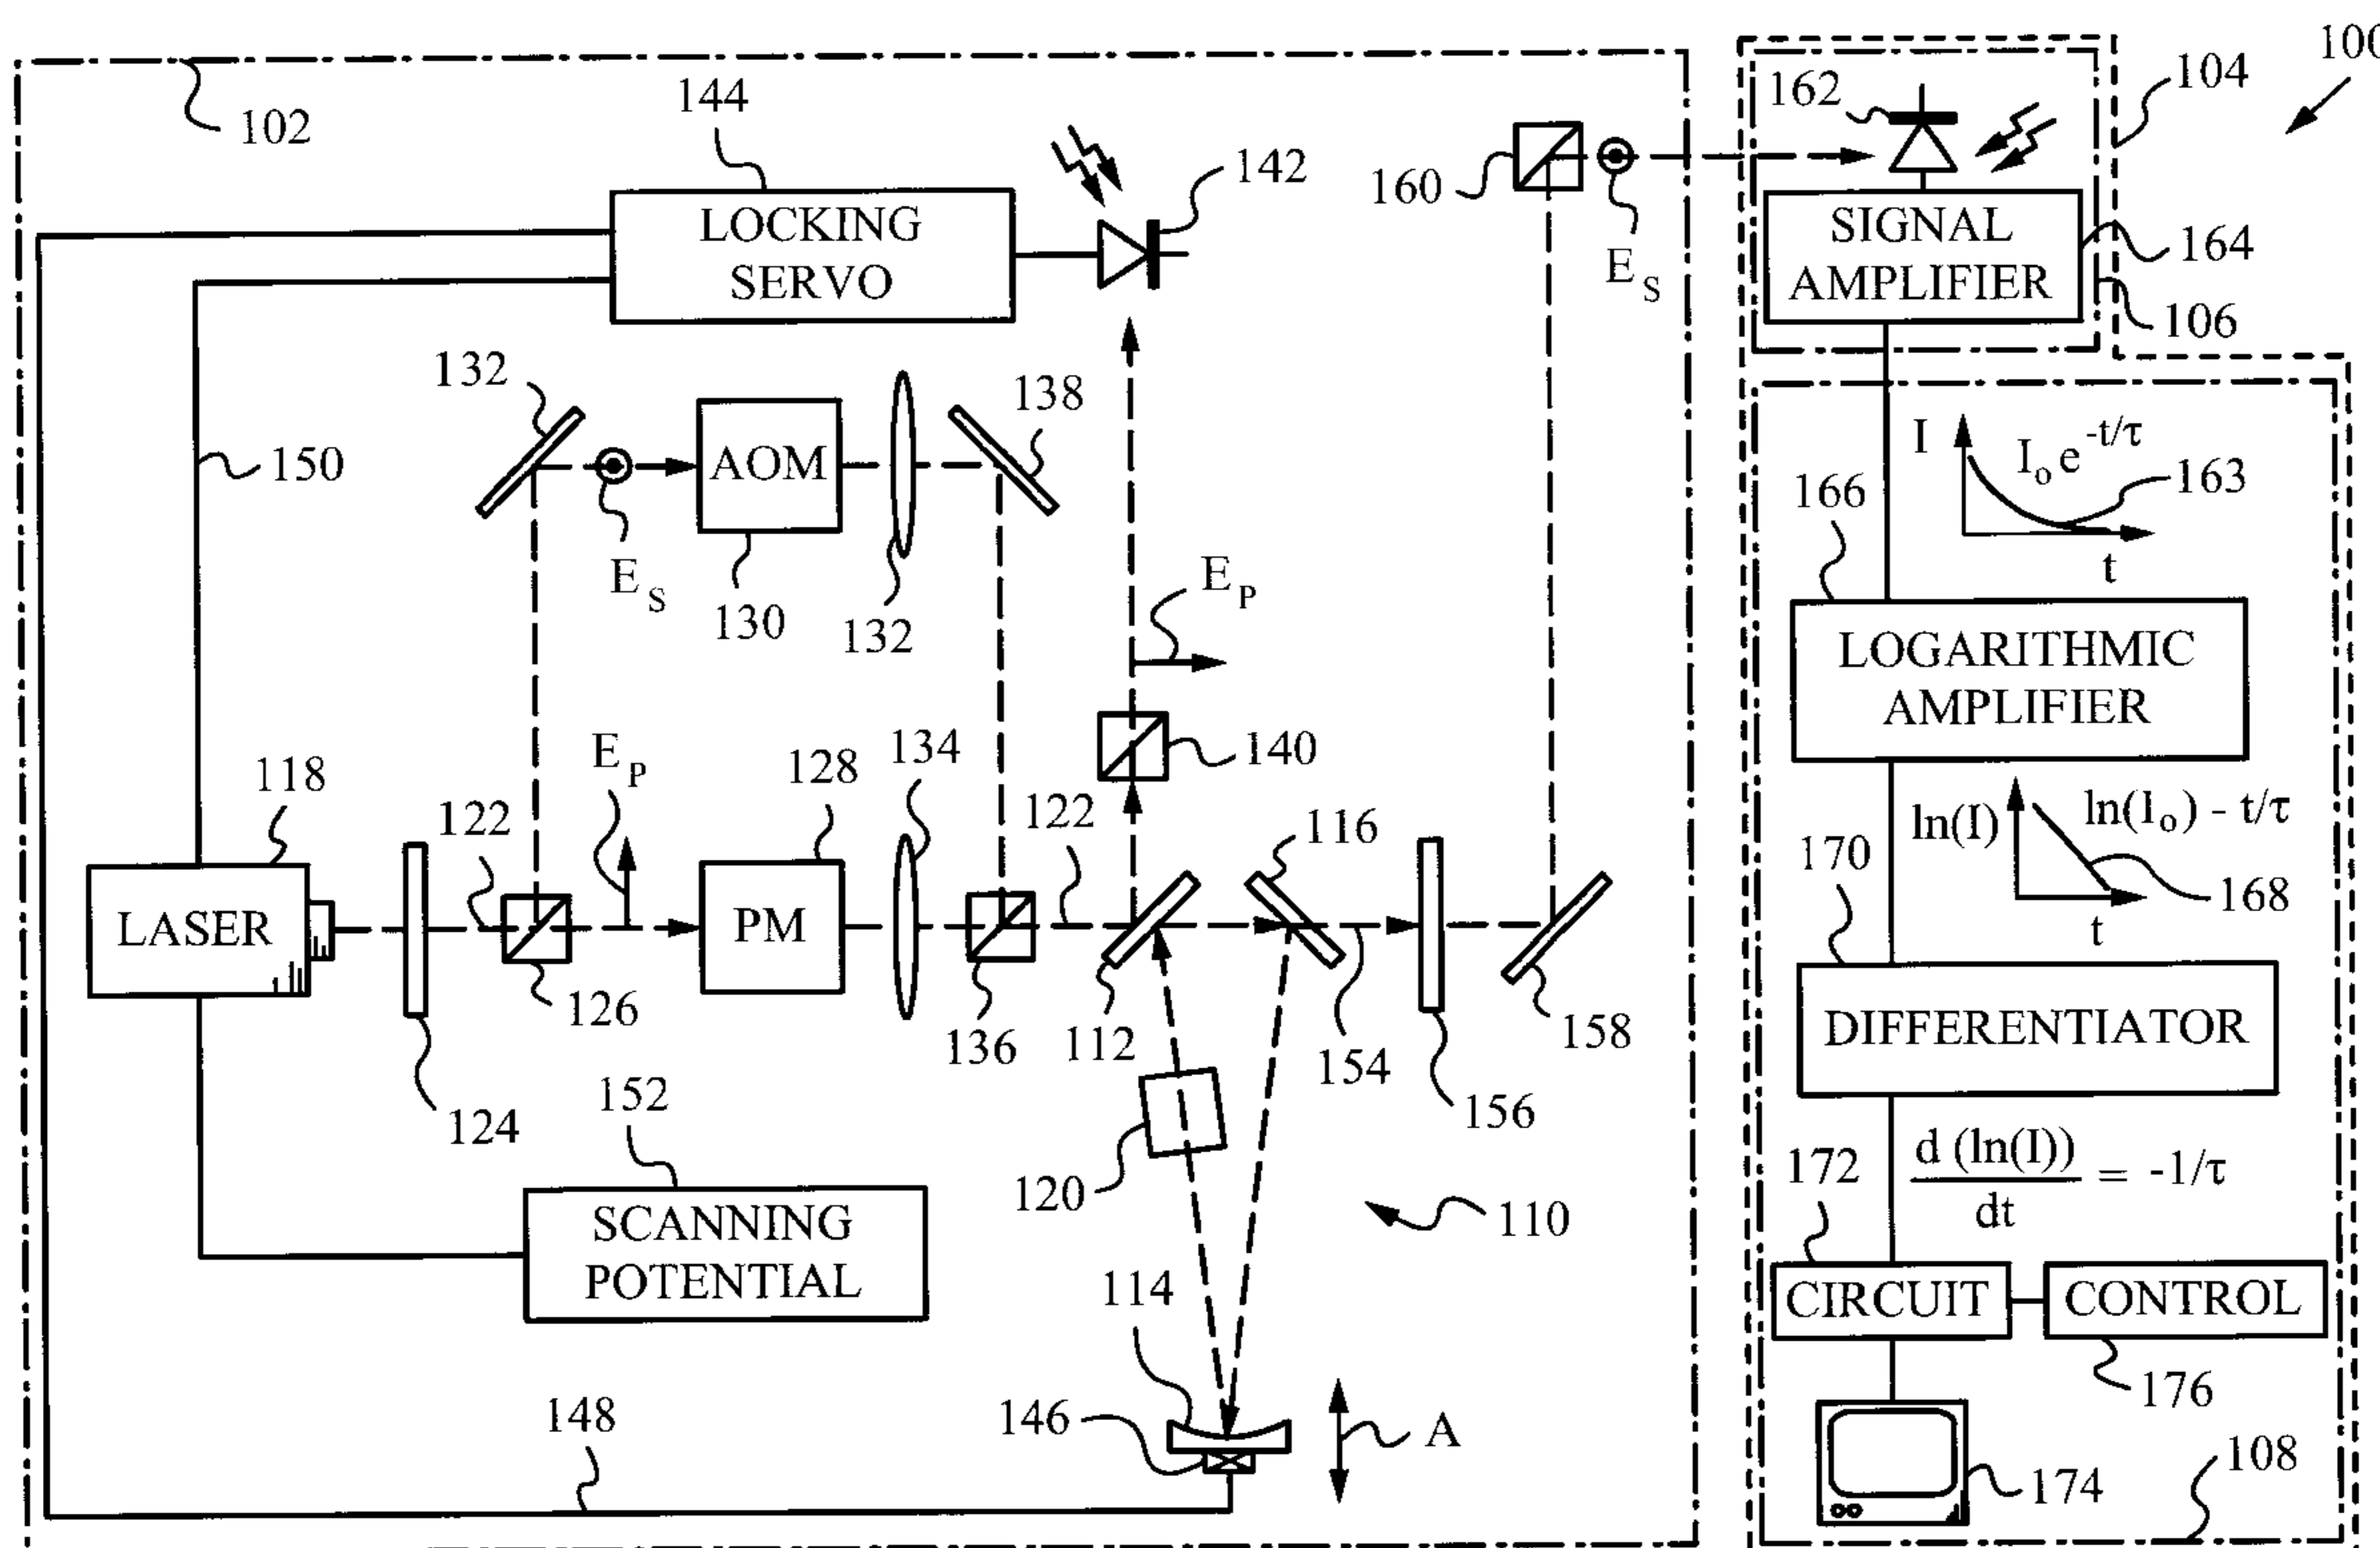 100
102
144
LOCKING
SERVO
142
160
E_S
162
104
SIGNAL
AMPLIFIER
164
106
132
E_S
AOM
130
132
138
150
E_P
140
I
I_o e^-t/τ
163
t
166
LOGARITHMIC
AMPLIFIER
118
LASER
122
124
126
E_P
128
PM
134
136
122
112
116
154
156
158
ln(I)
ln(I_o) - t/τ
168
t
170
DIFFERENTIATOR
152
SCANNING
POTENTIAL
120
110
114
146
148
A
d (ln(I))
dt
= -1/τ
172
CIRCUIT
CONTROL
176
174
108